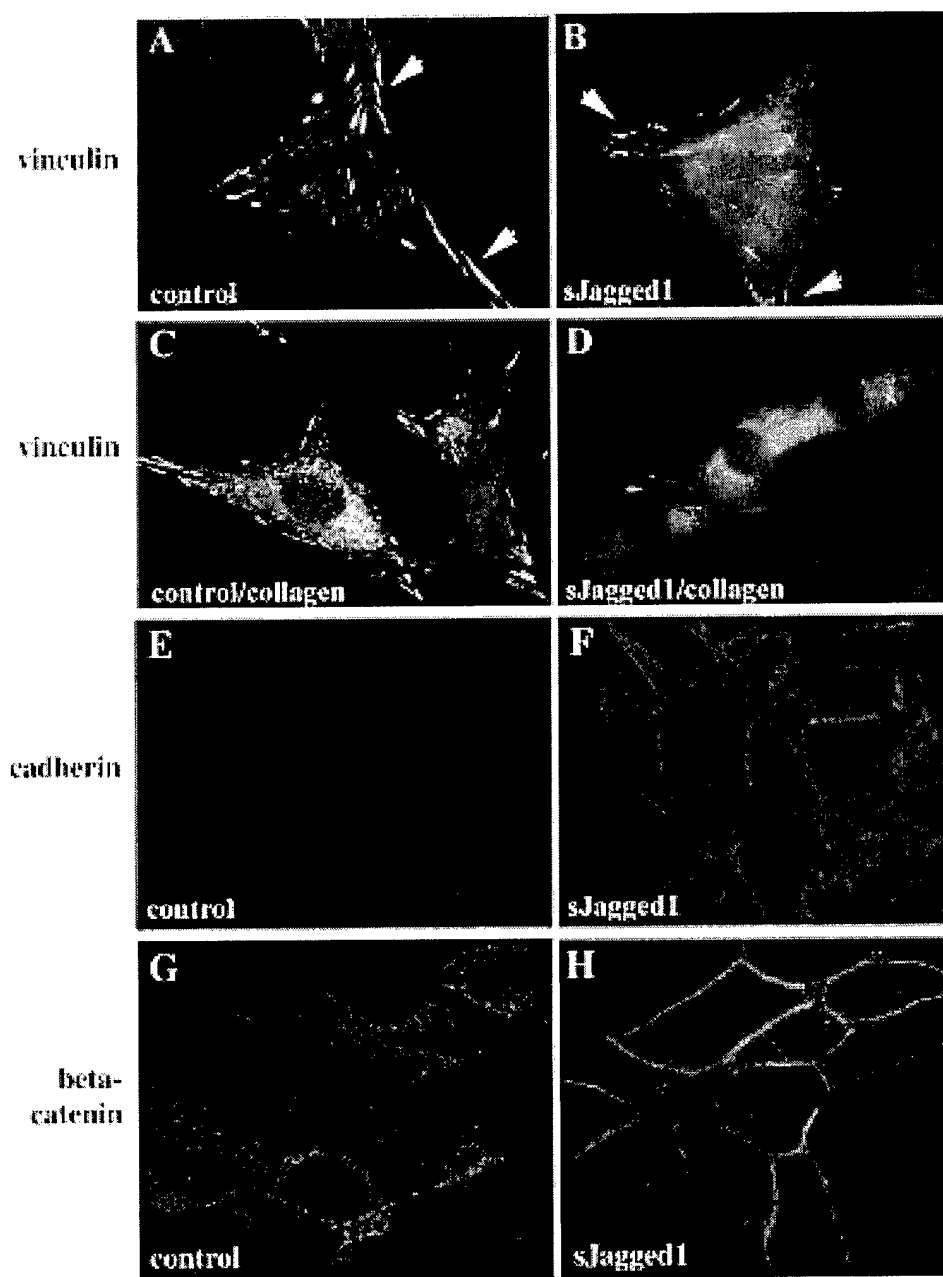 A
B
vinculin
control
sJagged1
C
D
vinculin
control/collagen
sJagged1/collagen
E
F
cadherin
control
sJagged1
G
H
beta-
catenin
control
sJagged1